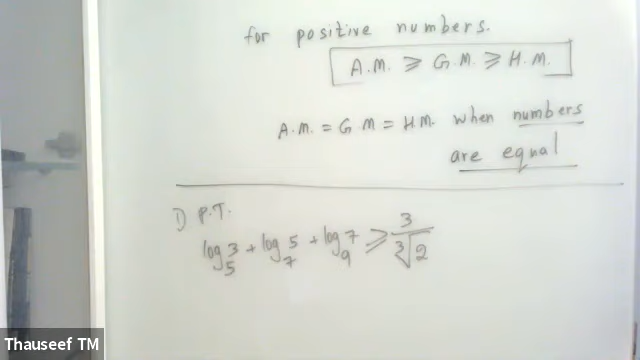 for positive numbers.
A.M. ⩾ G.M. ⩾ H.M.
A.M. = G.M = H.M. when numbers
are equal
1) P.T.
log₅3 + log₇5 + log₉7 ⩾ 3/∛2
Thauseef TM